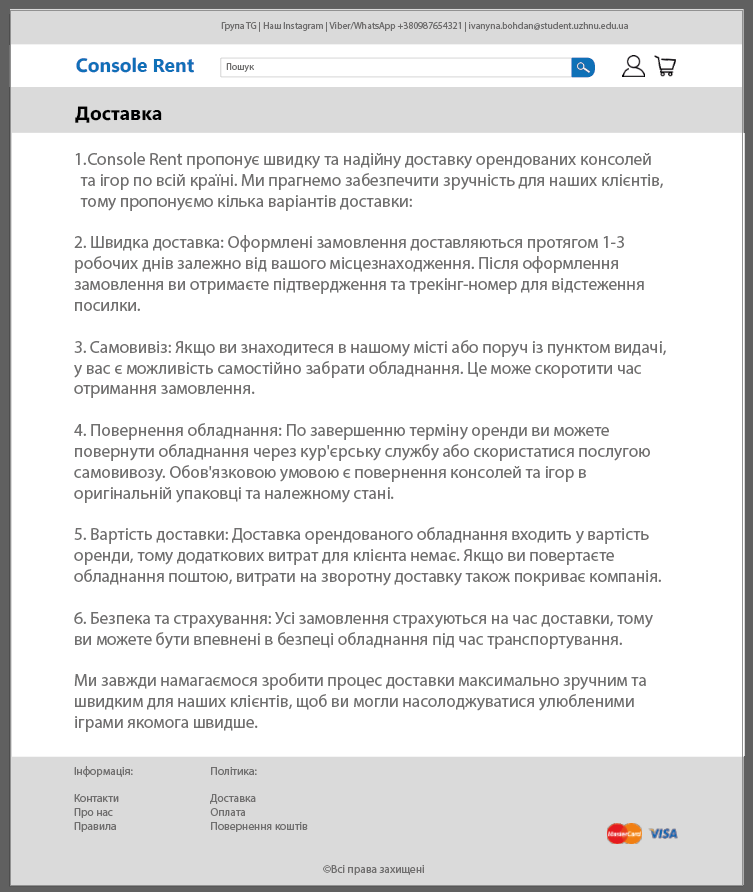 Група TG | Наш Instagram | Viber/WhatsApp +380987654321 | ivanyna.bohdan@student.uzhnu.edu.ua
Console Rent
Пошук
Доставка
1.Console Rent пропонує швидку та надійну доставку орендованих консолей
та ігор по всій країні. Ми прагнемо забезпечити зручність для наших клієнтів,
тому пропонуємо кілька варіантів доставки:
2. Швидка доставка: Оформлені замовлення доставляються протягом 1-3
робочих днів залежно від вашого місцезнаходження. Після оформлення
замовлення ви отримаєте підтвердження та трекінг-номер для відстеження
посилки.
3. Самовивіз: Якщо ви знаходитеся в нашому місті або поруч із пунктом видачі,
у вас є можливість самостійно забрати обладнання. Це може скоротити час
отримання замовлення.
4. Повернення обладнання: По завершенню терміну оренди ви можете
повернути обладнання через кур'єрську службу або скористатися послугою
самовивозу. Обов'язковою умовою є повернення консолей та ігор в
оригінальній упаковці та належному стані.
5. Вартість доставки: Доставка орендованого обладнання входить у вартість
оренди, тому додаткових витрат для клієнта немає. Якщо ви повертаєте
обладнання поштою, витрати на зворотну доставку також покриває компанія.
6. Безпека та страхування: Усі замовлення страхуються на час доставки, тому
ви можете бути впевнені в безпеці обладнання під час транспортування.
Ми завжди намагаємося зробити процес доставки максимально зручним та
швидким для наших клієнтів, щоб ви могли насолоджуватися улюбленими
іграми якомога швидше.
Інформація:
Контакти
Про нас
Правила
Політика:
Доставка
Оплата
Повернення коштів
MasterCard
VISA
©Всі права захищені